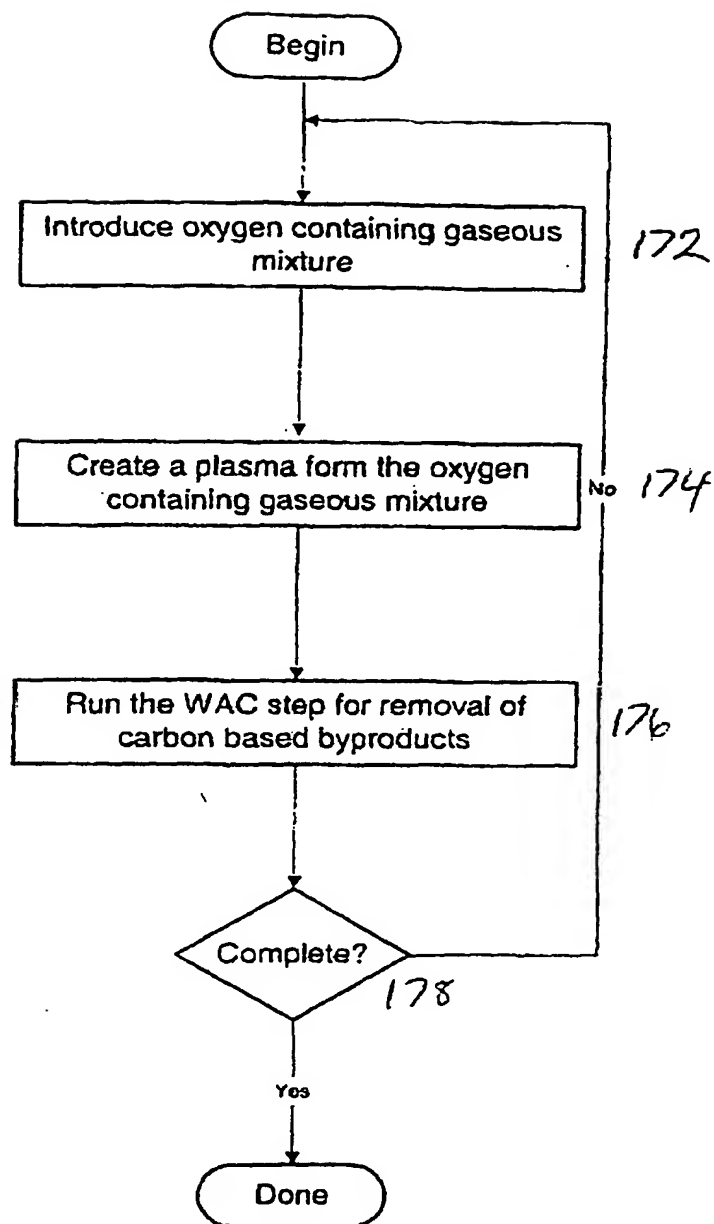 Begin
Introduce oxygen containing gaseous
mixture
172
Create a plasma form the oxygen
containing gaseous mixture
No
174
Run the WAC step for removal of
carbon based byproducts
176
Complete?
178
Yes
Done